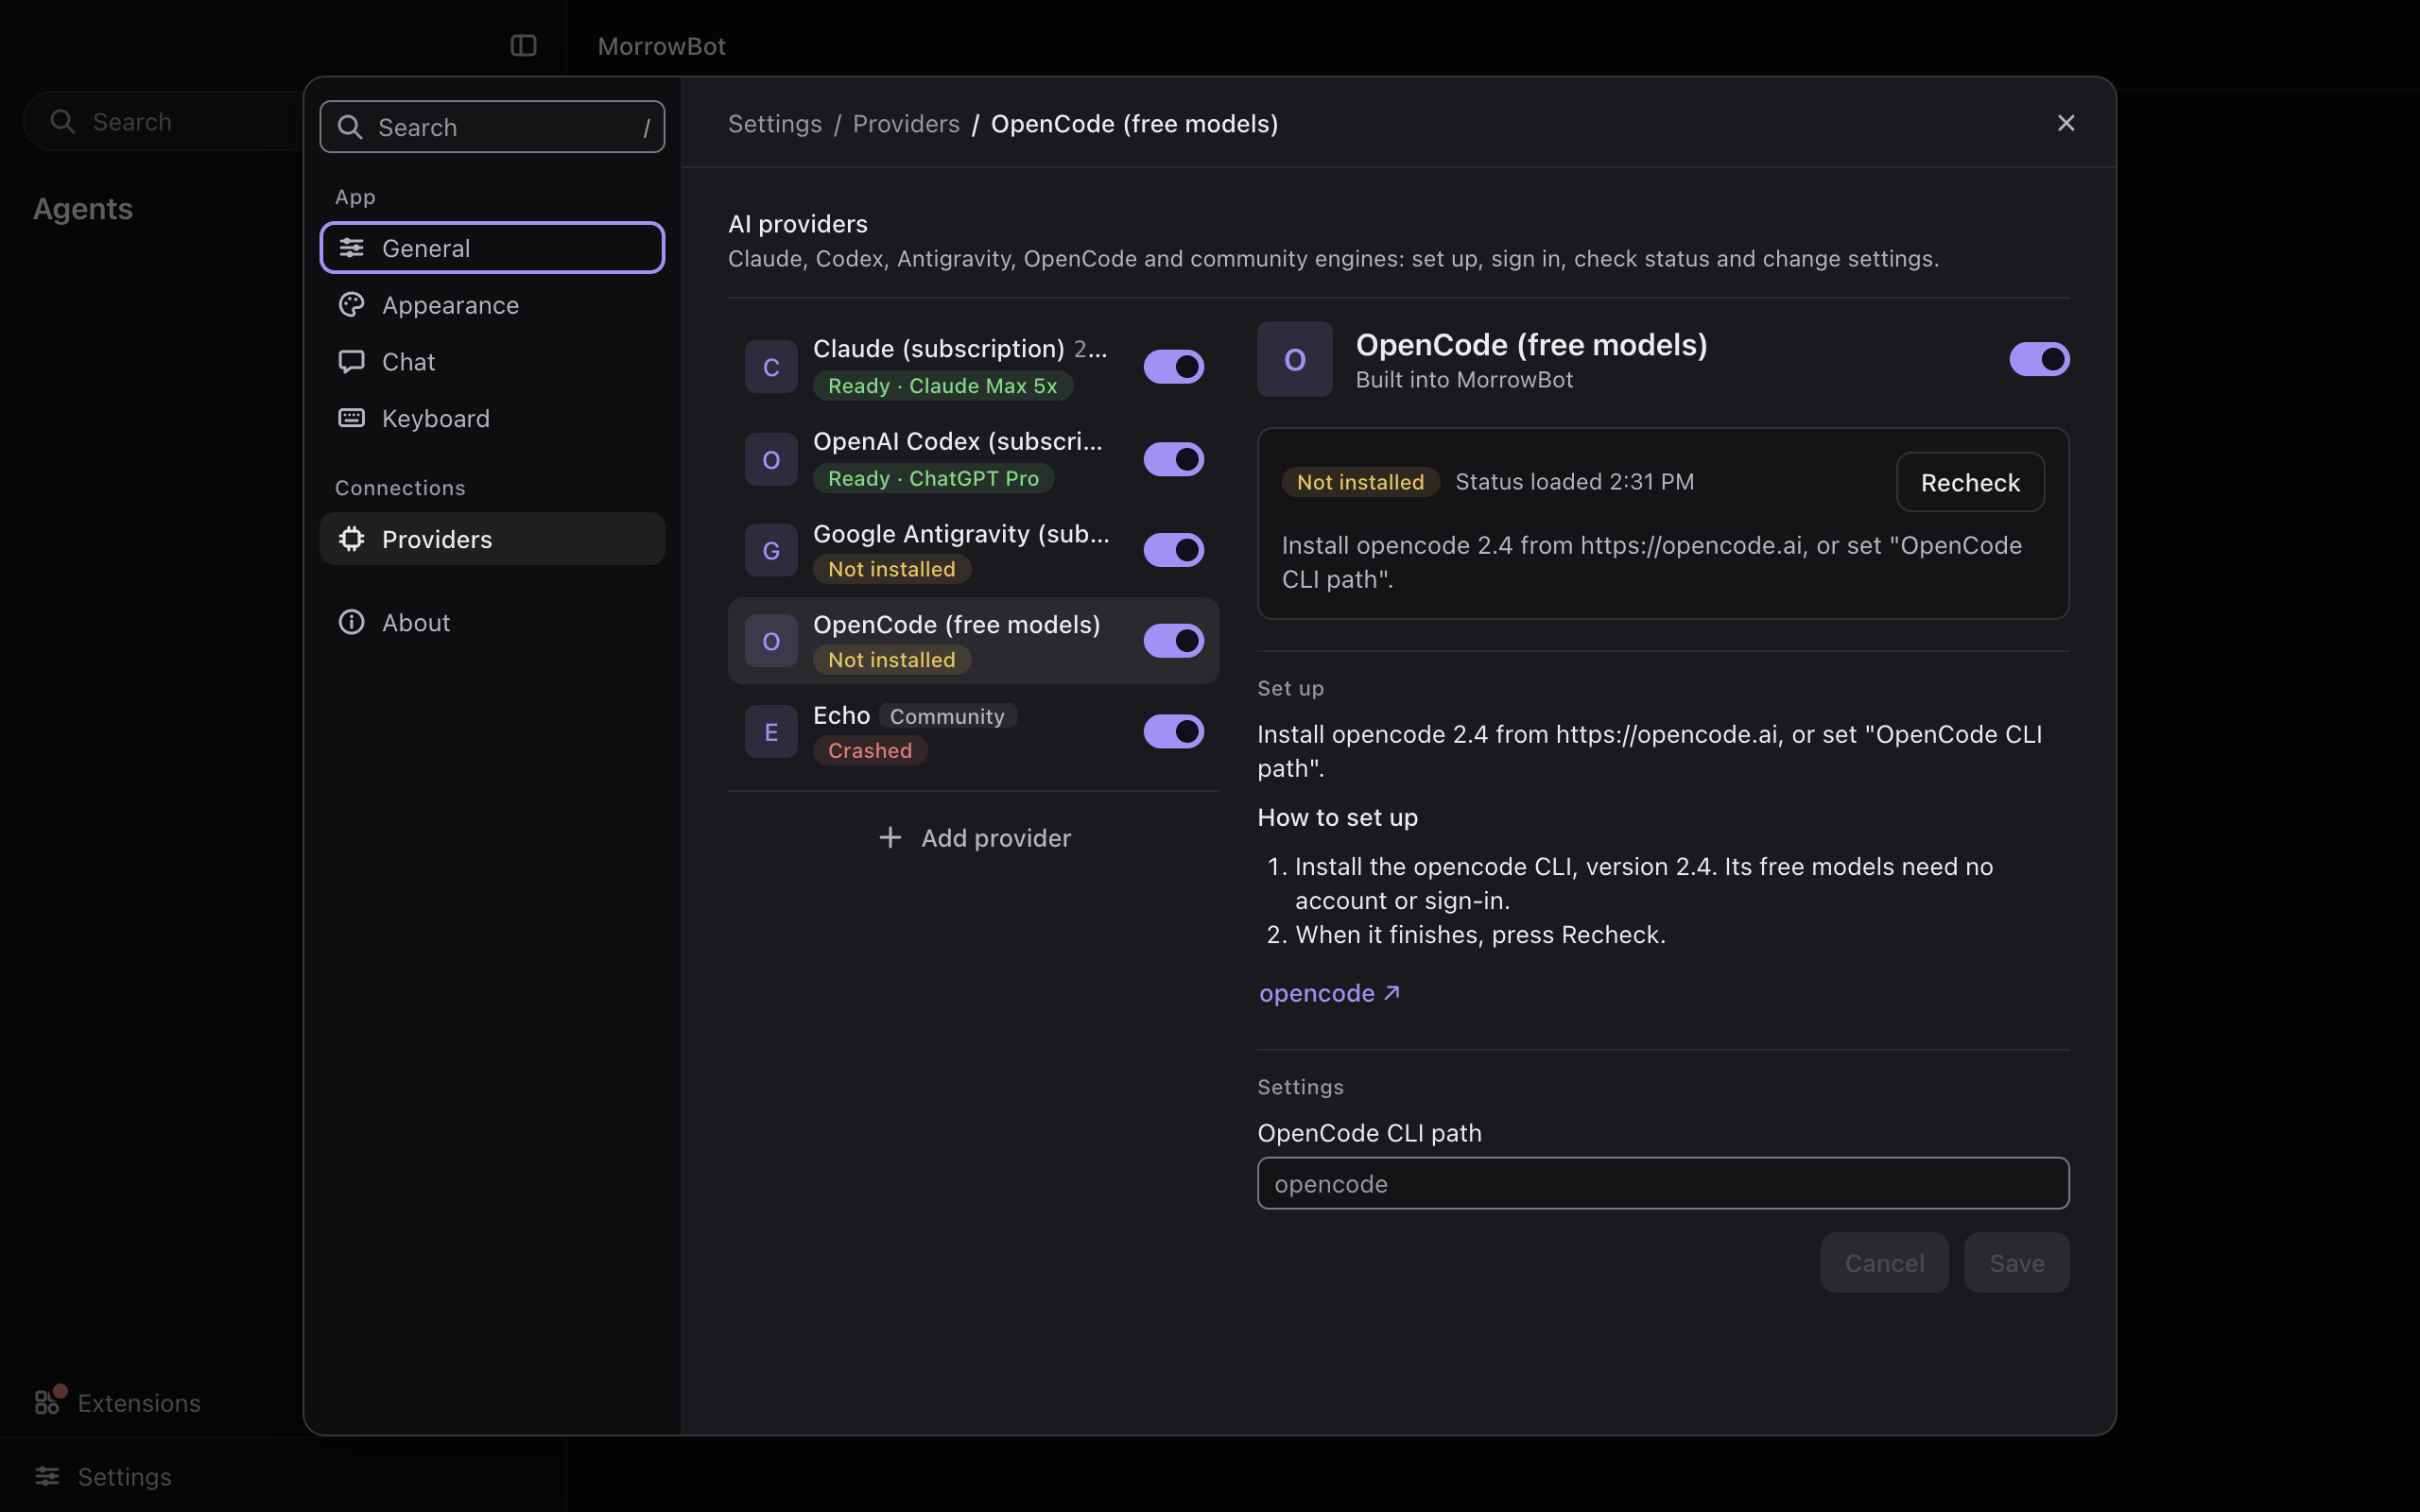 MorrowBot
Search
Agents
Extensions
Settings
Search /
App
General
Appearance
Chat
Keyboard
Connections
Providers
About
Settings / Providers / OpenCode (free models)
AI providers
Claude, Codex, Antigravity, OpenCode and community engines: set up, sign in, check status and change settings.
C
Claude (subscription) 2...
Ready · Claude Max 5x
O
OpenAI Codex (subscri...
Ready · ChatGPT Pro
G
Google Antigravity (sub...
Not installed
O
OpenCode (free models)
Not installed
E
Echo Community
Crashed
Add provider
O
OpenCode (free models)
Built into MorrowBot
Not installed Status loaded 2:31 PM Recheck
Install opencode 2.4 from https://opencode.ai, or set "OpenCode
CLI path".
Set up
Install opencode 2.4 from https://opencode.ai, or set "OpenCode CLI
path".
How to set up
1. Install the opencode CLI, version 2.4. Its free models need no
account or sign-in.
2. When it finishes, press Recheck.
opencode ↗
Settings
OpenCode CLI path
opencode
Cancel Save